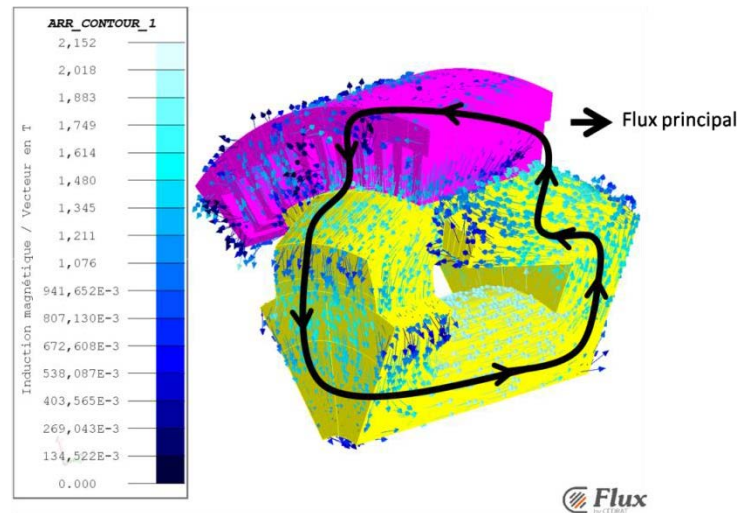 ARR_CONTOUR_1
Induction magnétique / Vecteur en T
2,152
2,018
1,883
1,749
1,614
1,480
1,345
1,211
1,076
941,652E-3
807,130E-3
672,608E-3
538,087E-3
403,565E-3
269,043E-3
134,522E-3
0.000
Flux principal
Flux
by CEDRAT